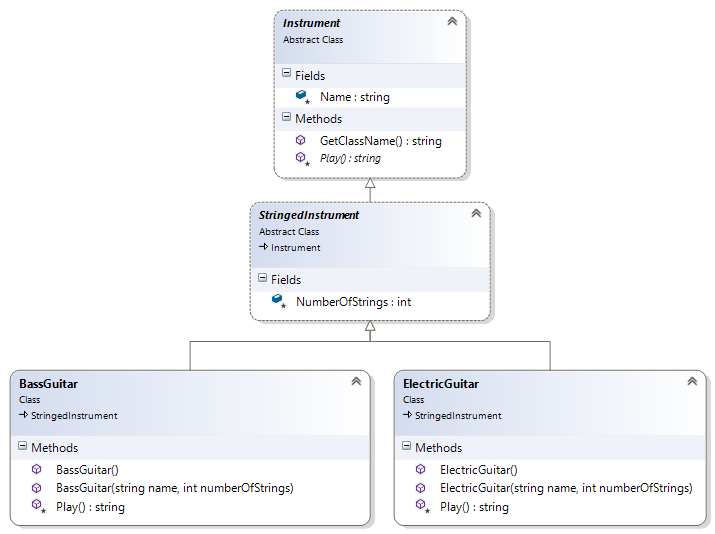 Instrument
Abstract Class
Fields
Name : string
Methods
GetClassName() : string
Play() : string
StringedInstrument
Abstract Class
Instrument
Fields
NumberOfStrings : int
BassGuitar
Class
StringedInstrument
Methods
BassGuitar()
BassGuitar(string name, int numberOfStrings)
Play() : string
ElectricGuitar
Class
StringedInstrument
Methods
ElectricGuitar()
ElectricGuitar(string name, int numberOfStrings)
Play() : string